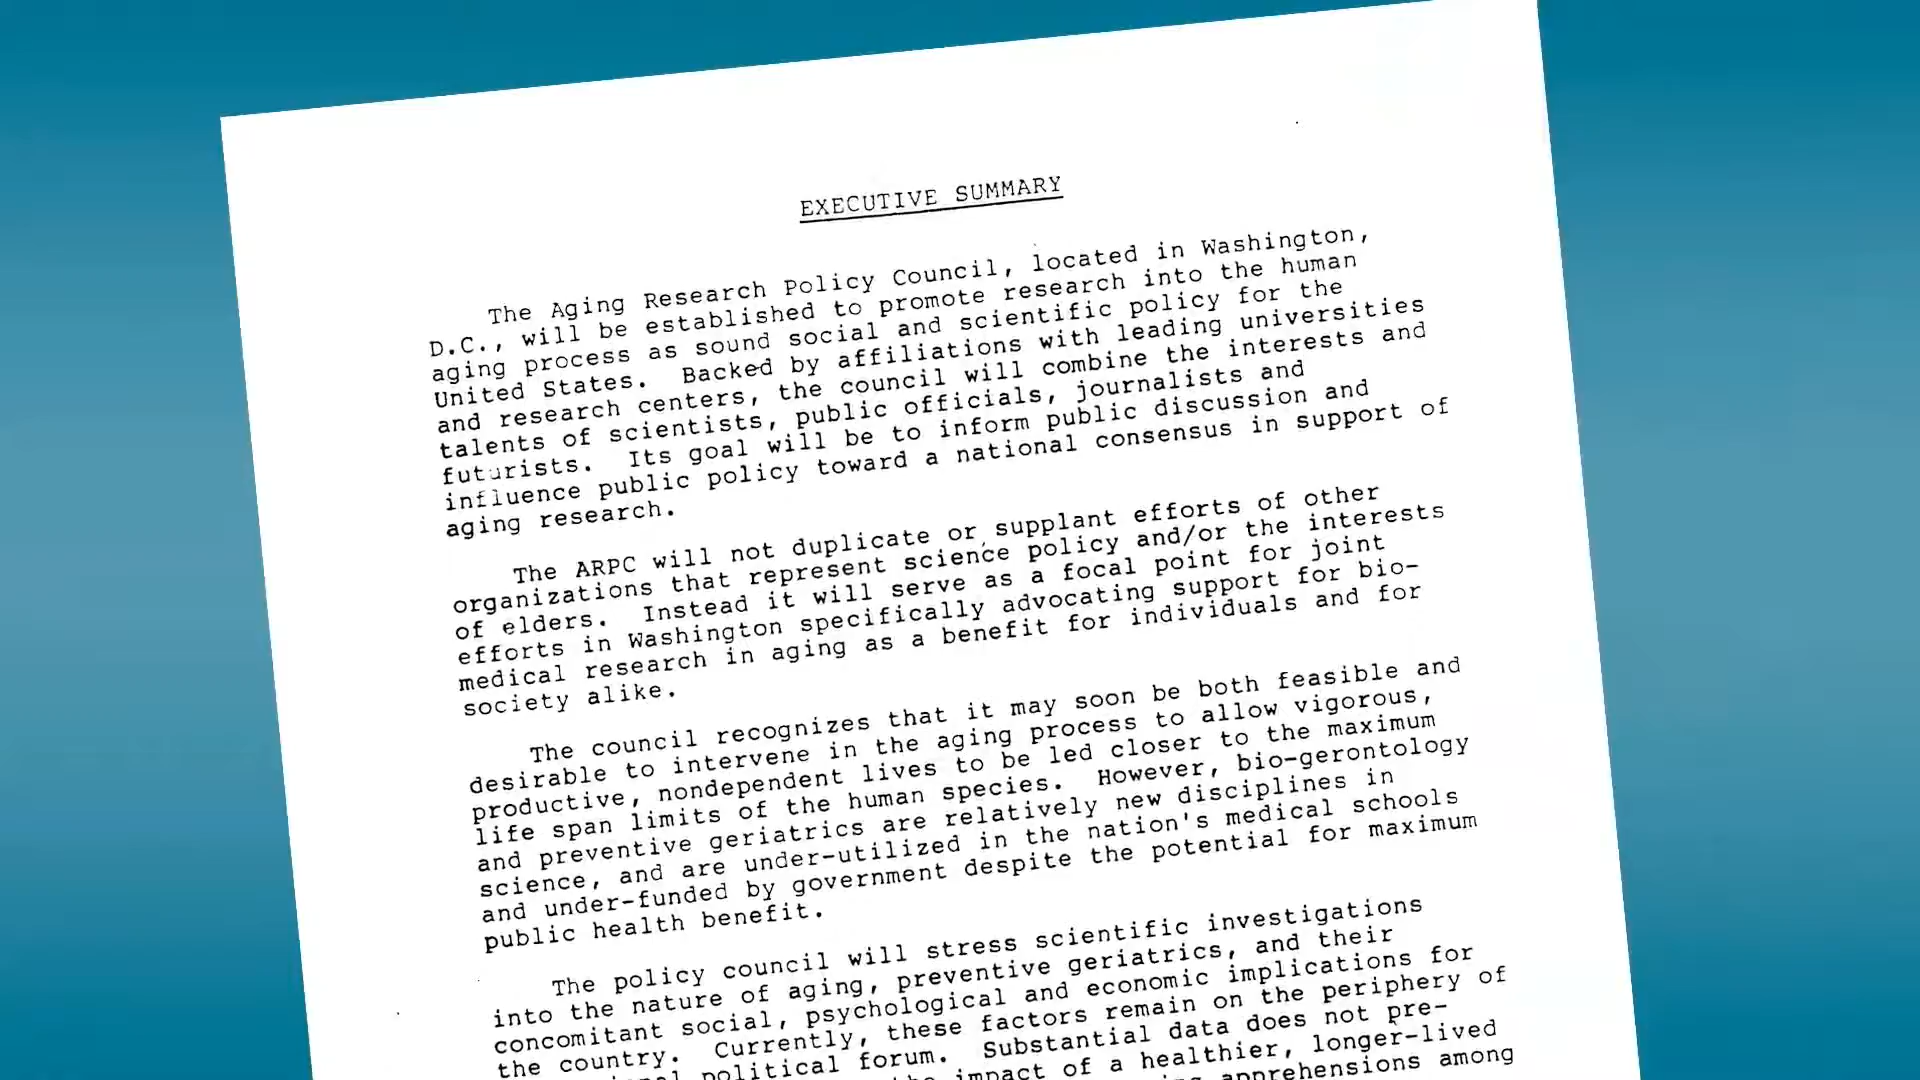 EXECUTIVE SUMMARY
The Aging Research Policy Council, located in Washington,
D.C., will be established to promote research into the human
aging process as sound social and scientific policy for the
United States. Backed by affiliations with leading universities
and research centers, the council will combine the interests and
talents of scientists, public officials, journalists and
futurists. Its goal will be to inform public discussion and
influence public policy toward a national consensus in support of
aging research.
The ARPC will not duplicate or supplant efforts of other
organizations that represent science policy and/or the interests
of elders. Instead it will serve as a focal point for joint
efforts in Washington specifically advocating support for bio-
medical research in aging as a benefit for individuals and for
society alike.
The council recognizes that it may soon be both feasible and
desirable to intervene in the aging process to allow vigorous,
productive, nondependent lives to be led closer to the maximum
life span limits of the human species. However, bio-gerontology
and preventive geriatrics are relatively new disciplines in
science, and are under-utilized in the nation's medical schools
and under-funded by government despite the potential for maximum
public health benefit.
The policy council will stress scientific investigations
into the nature of aging, preventive geriatrics, and their
concomitant social, psychological and economic implications for
the country. Currently, these factors remain on the periphery of
political forum. Substantial data does not pre-
impact of a healthier, longer-lived
apprehensions among